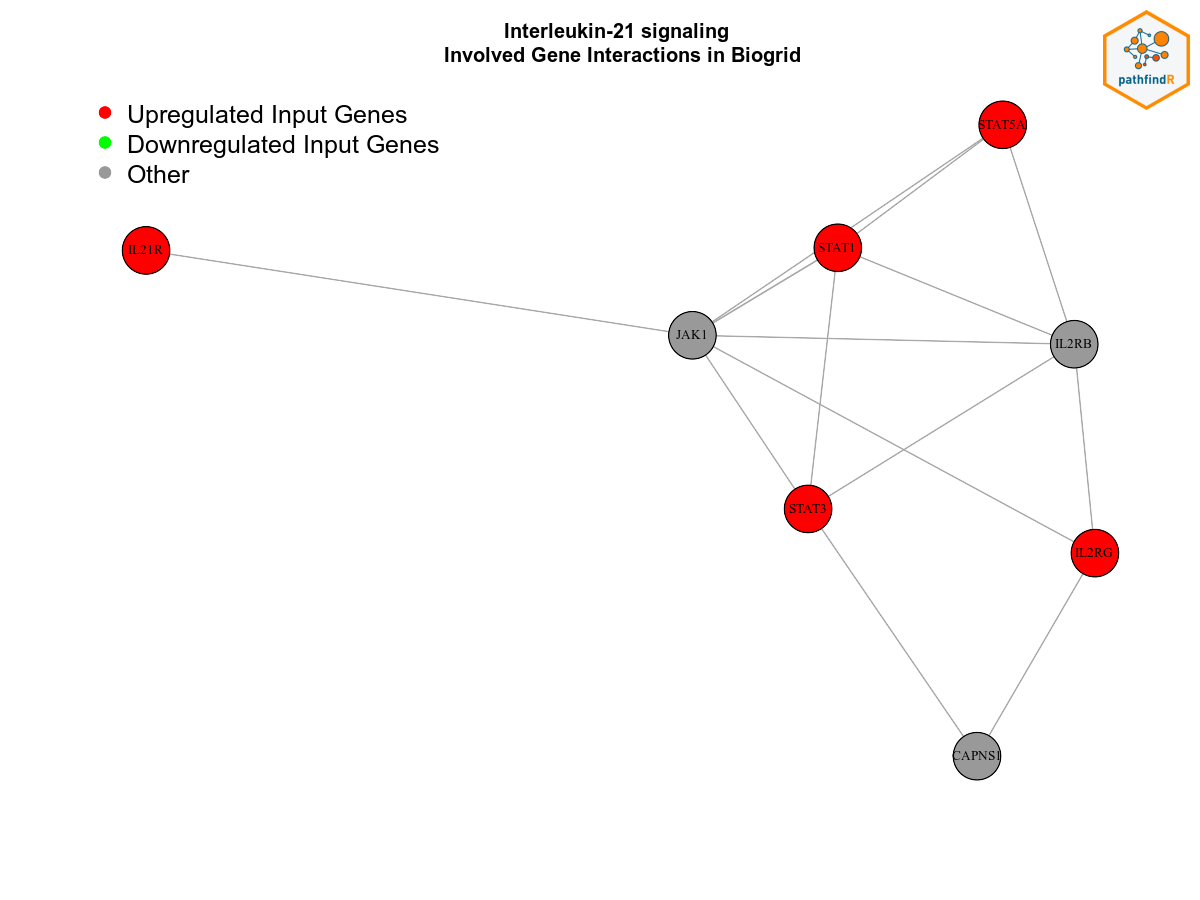 Interleukin-21 signaling
Involved Gene Interactions in Biogrid
pathfindR
Upregulated Input Genes
Downregulated Input Genes
Other
STAT5A
IL21R
STAT1
JAK1
IL2RB
STAT3
IL2RG
CAPNS1